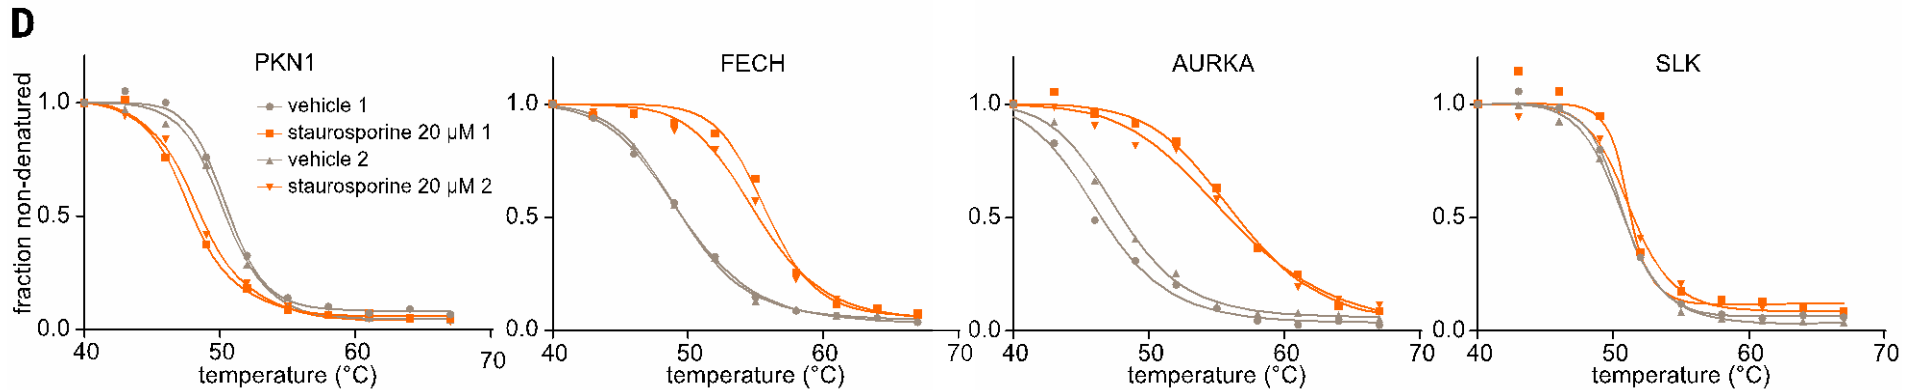 D
PKN1
FECH
AURKA
SLK
fraction non-denatured
1.0
0.5
0.0
vehicle 1
staurosporine 20 µM 1
vehicle 2
staurosporine 20 µM 2
40
50
60
70
temperature (°C)
1.0
0.5
0.0
40
50
60
70
temperature (°C)
1.0
0.5
0.0
40
50
60
70
temperature (°C)
1.0
0.5
0.0
40
50
60
70
temperature (°C)